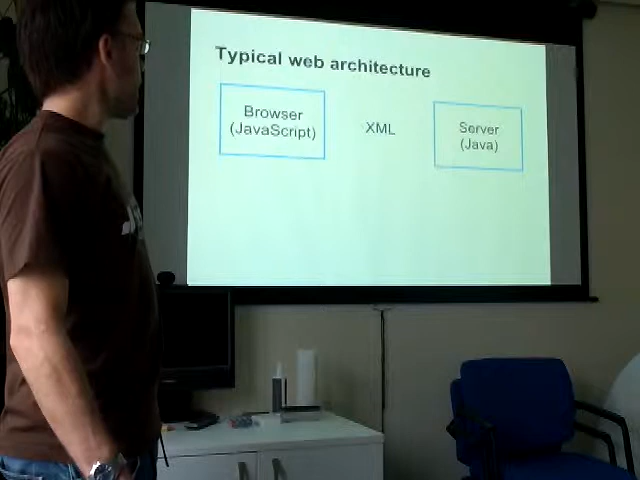 Typical web architecture
Browser
(JavaScript)
XML
Server
(Java)